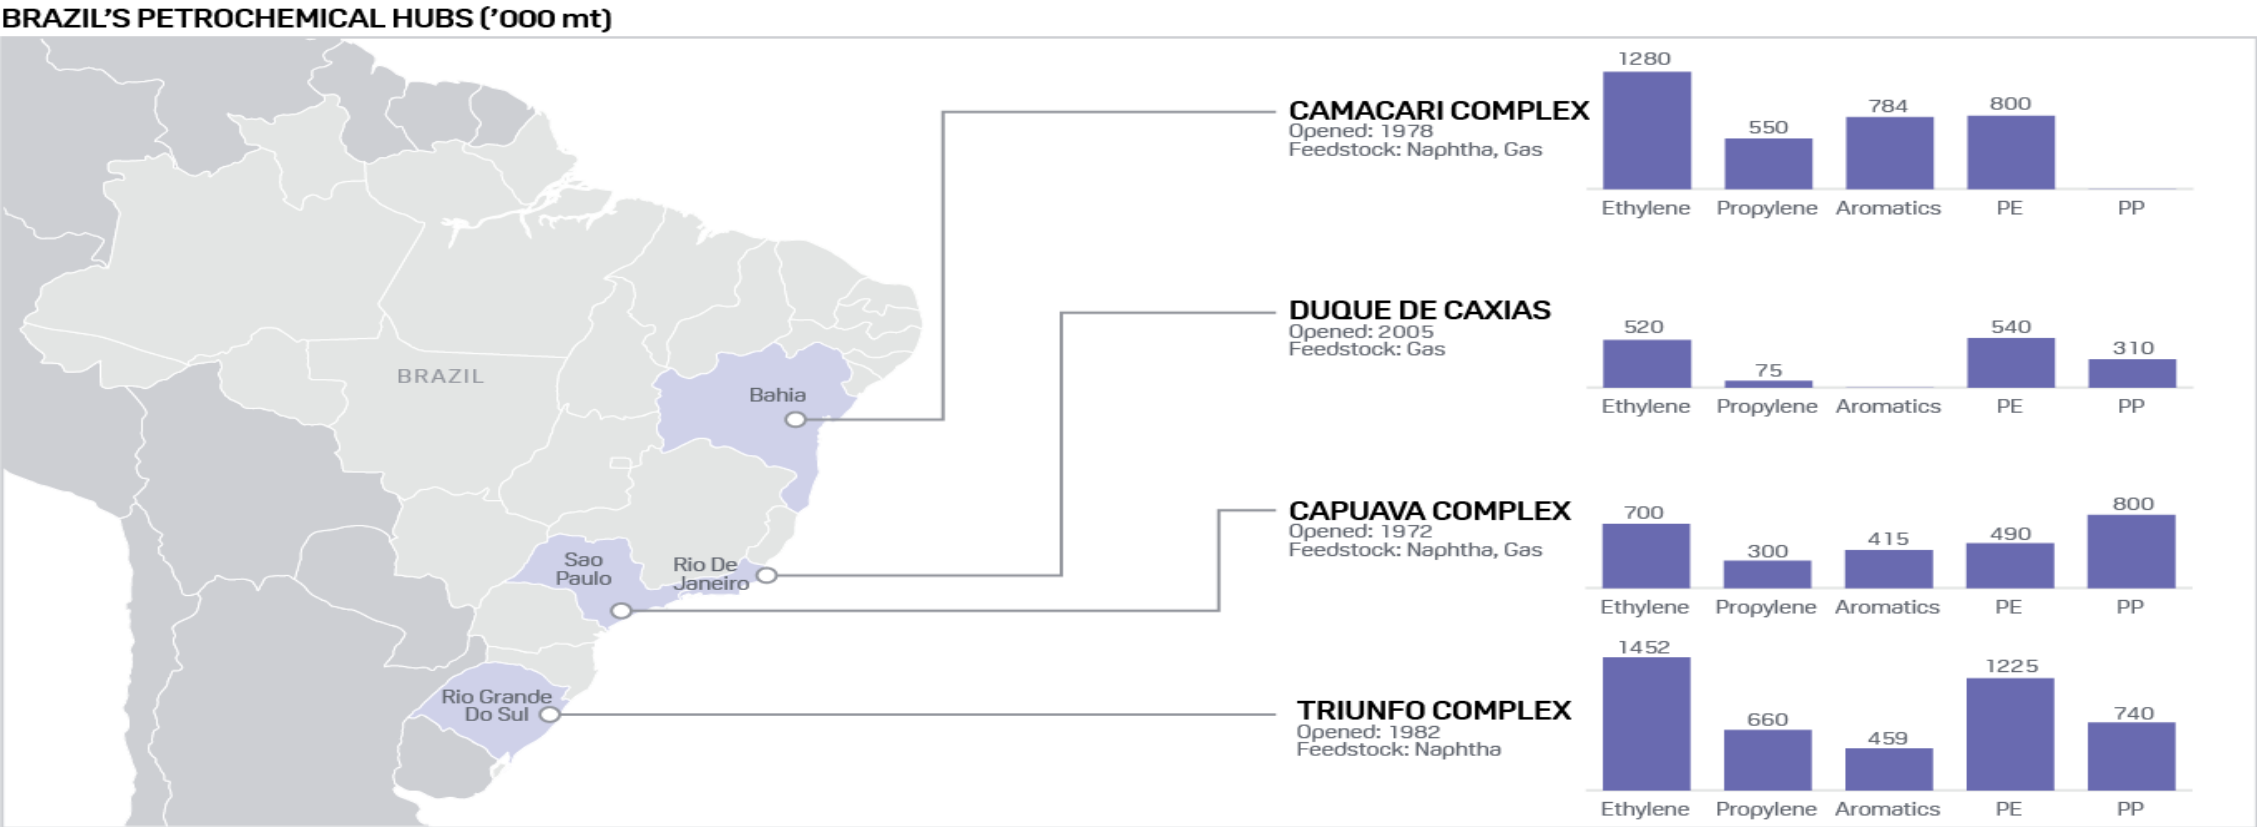 BRAZIL'S PETROCHEMICAL HUBS ('000 mt)
BRAZIL
Bahia
Sao
Paulo
Rio De
Janeiro
Rio Grande
Do Sul
CAMACARI COMPLEX
Opened: 1978
Feedstock: Naphtha, Gas
1280 550 784 800
Ethylene Propylene Aromatics PE PP
DUQUE DE CAXIAS
Opened: 2005
Feedstock: Gas
520 75 540 310
Ethylene Propylene Aromatics PE PP
CAPUAVA COMPLEX
Opened: 1972
Feedstock: Naphtha, Gas
700 300 415 490 800
Ethylene Propylene Aromatics PE PP
TRIUNFO COMPLEX
Opened: 1982
Feedstock: Naphtha
1452 660 459 1225 740
Ethylene Propylene Aromatics PE PP